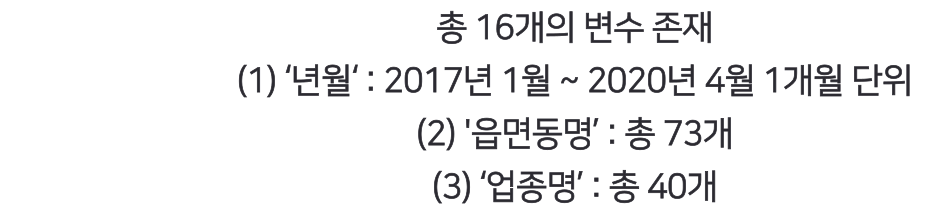 총 16개의 변수 존재
(1) ‘년월‘ : 2017년 1월 ~ 2020년 4월 1개월 단위
(2) '읍면동명’ : 총 73개
(3) ‘업종명’ : 총 40개